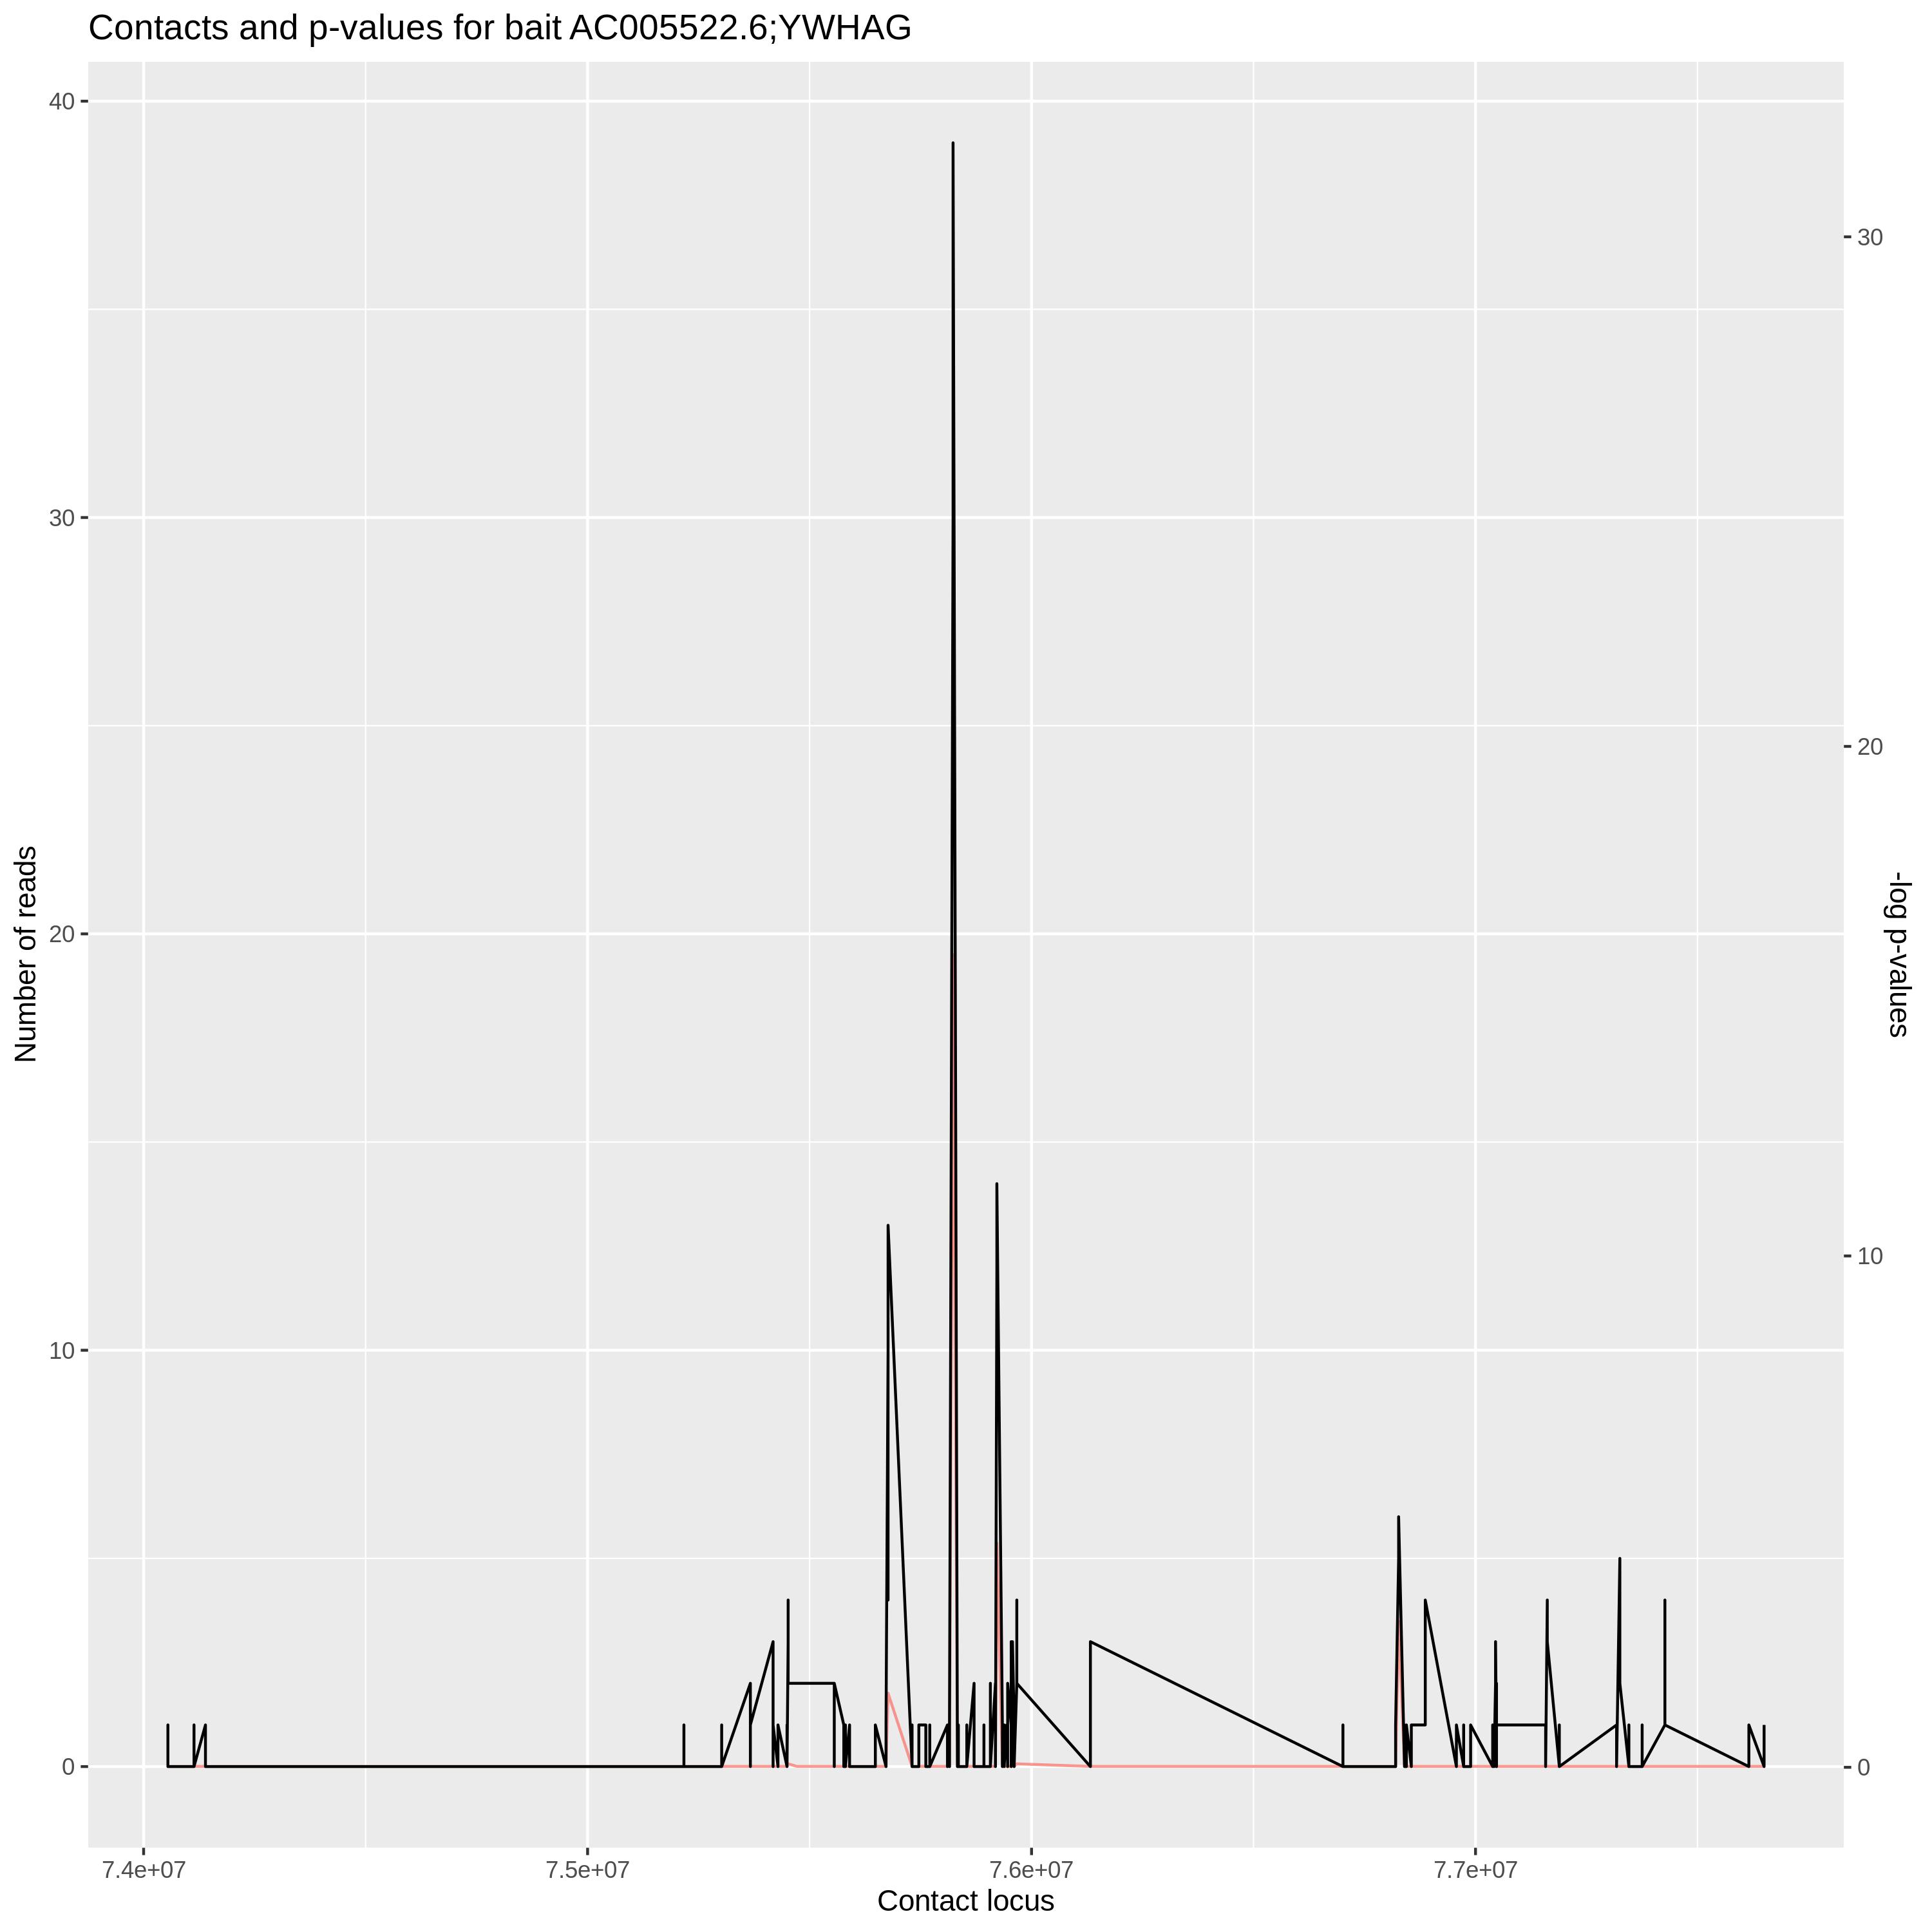 Contacts and p-values for bait AC005522.6;YWHAG
40
30
20
10
0
Number of reads
30
20
10
0
-log p-values
7.4e+07 7.5e+07 7.6e+07 7.7e+07
Contact locus